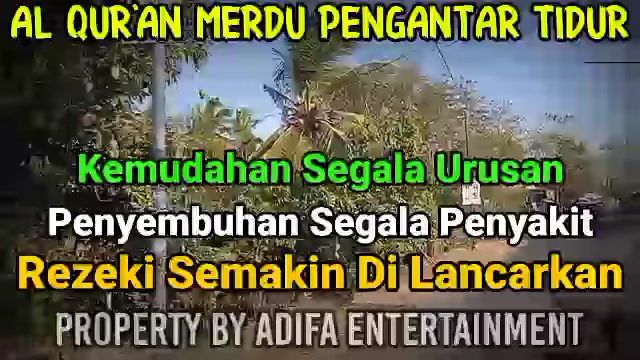 AL QUR'AN MERDU PENGANTAR TIDUR
Kemudahan Segala Urusan
Penyembuhan Segala Penyakit
Rezeki Semakin Di Lancarkan
PROPERTY BY ADIFA ENTERTAINMENT